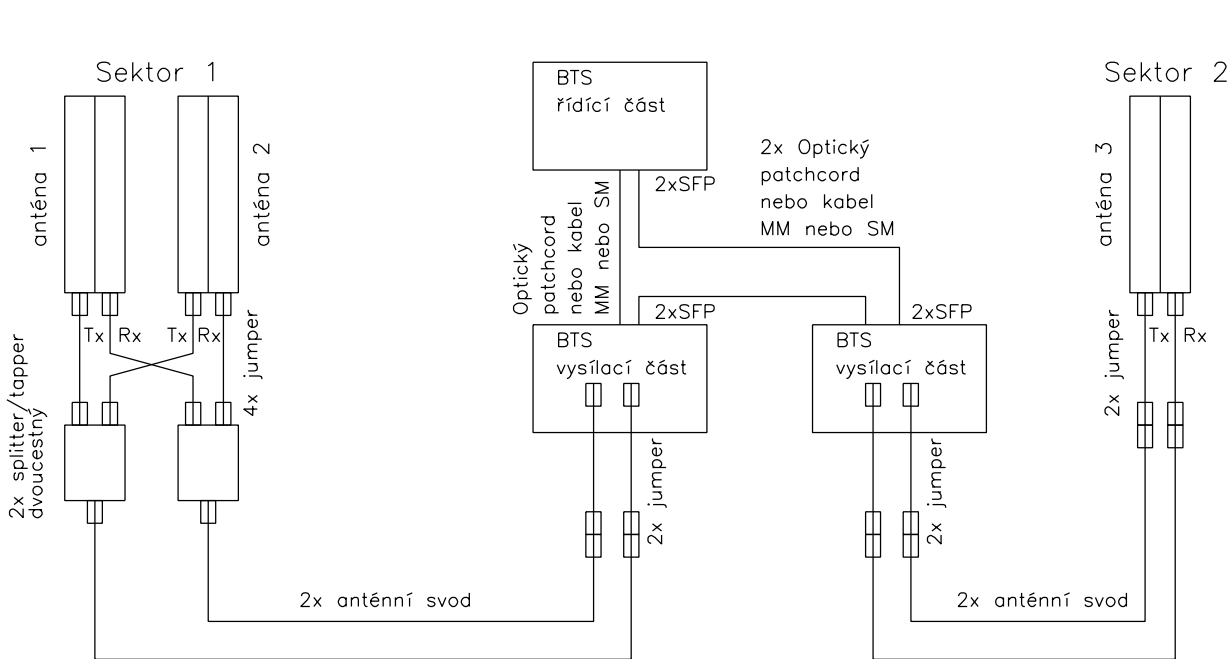 Sektor 1
Sektor 2
BTS
řídící část
anténa 1
anténa 2
anténa 3
2x Optický
patchcord
nebo kabel
MM nebo SM
2xSFP
Optický
patchcord
nebo kabel
MM nebo SM
2xSFP
2xSFP
Tx
Rx
Tx
Rx
BTS
vysílací část
BTS
vysílací část
Tx
Rx
2x splitter/tapper
dvoucestný
4x jumper
2x jumper
2x jumper
2x jumper
2x anténní svod
2x anténní svod